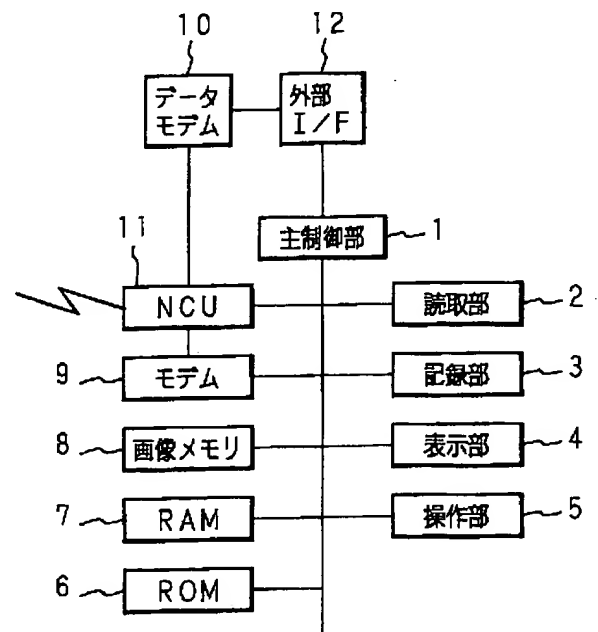 10
12
データ
モデム
外部
I/F
主制御部
1
11
NCU
読取部
2
9
モデム
記録部
3
8
画像メモリ
表示部
4
7
RAM
操作部
5
6
ROM